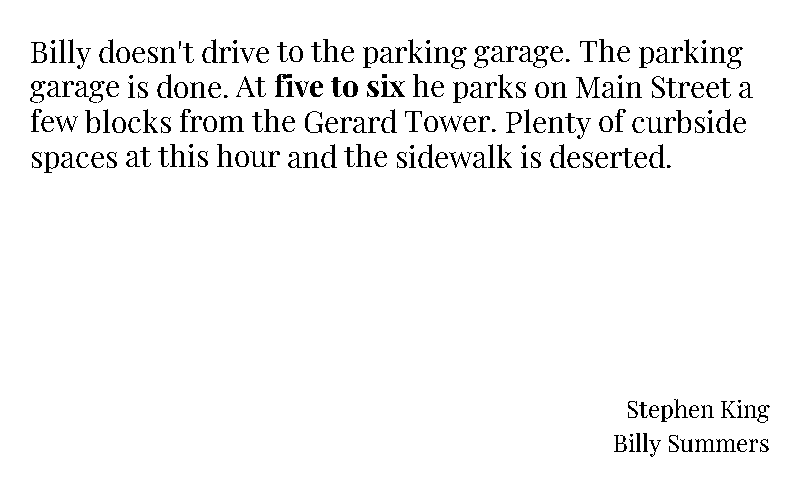 Billy doesn't drive to the parking garage. The parking
garage is done. At five to six he parks on Main Street a
few blocks from the Gerard Tower. Plenty of curbside
spaces at this hour and the sidewalk is deserted.
Stephen King
Billy Summers